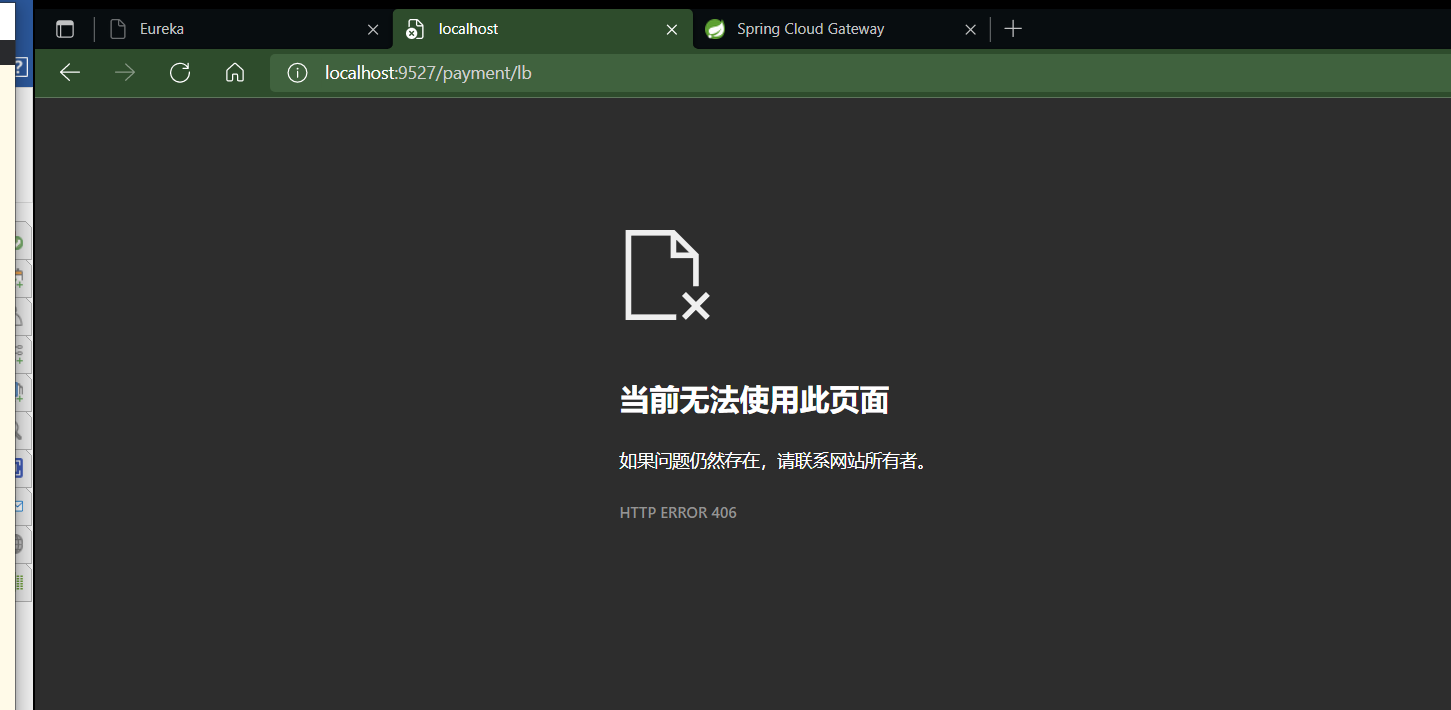 Eureka
localhost
Spring Cloud Gateway
localhost:9527/payment/lb
当前无法使用此页面
如果问题仍然存在，请联系网站所有者。
HTTP ERROR 406